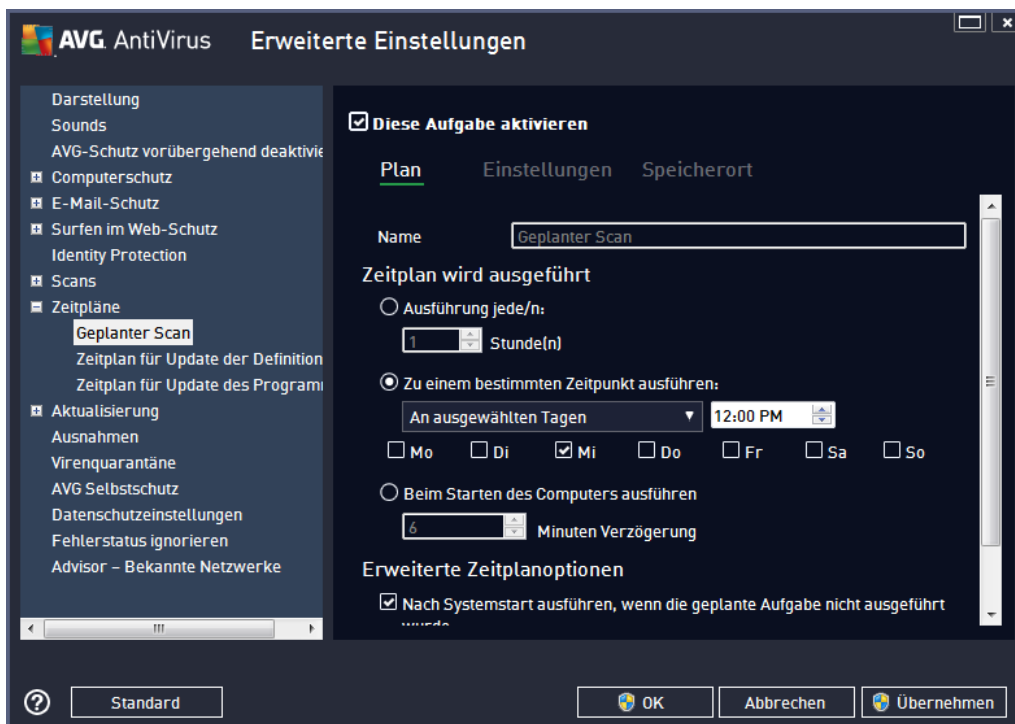 AVG AntiVirus Erweiterte Einstellungen
Darstellung
Sounds
AVG-Schutz vorübergehend deaktivie
Computerschutz
E-Mail-Schutz
Surfen im Web-Schutz
Identity Protection
Scans
Zeitpläne
Geplanter Scan
Zeitplan für Update der Definition
Zeitplan für Update des Program
Aktualisierung
Ausnahmen
Virenquarantäne
AVG Selbstschutz
Datenschutzeinstellungen
Fehlerstatus ignorieren
Advisor – Bekannte Netzwerke
Diese Aufgabe aktivieren
Plan Einstellungen Speicherort
Name Geplanter Scan
Zeitplan wird ausgeführt
Ausführung jede/n:
1 Stunde(n)
Zu einem bestimmten Zeitpunkt ausführen:
An ausgewählten Tagen 12:00 PM
Mo Di Mi Do Fr Sa So
Beim Starten des Computers ausführen
6 Minuten Verzögerung
Erweiterte Zeitplanoptionen
Nach Systemstart ausführen, wenn die geplante Aufgabe nicht ausgeführt
? Standard OK Abbrechen Übernehmen